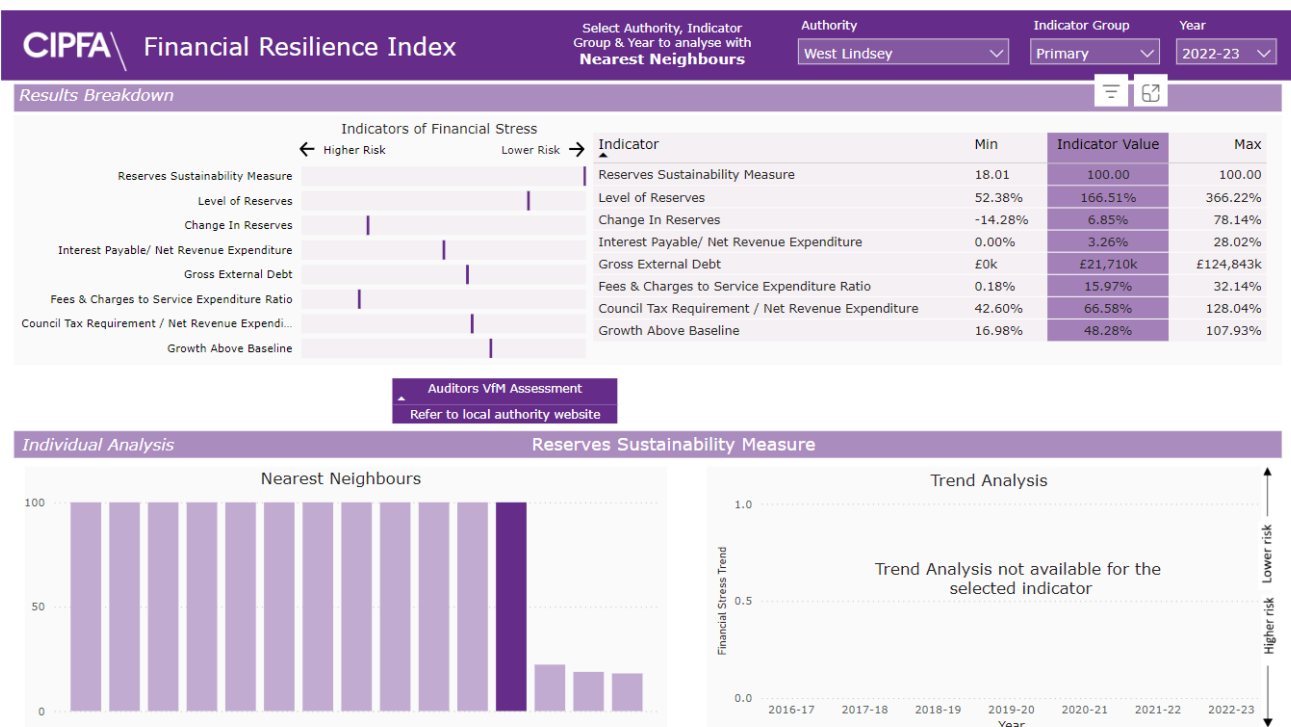 CIPFA\ Financial Resilience Index
Select Authority, Indicator
Group & Year to analyse with
Nearest Neighbours
Authority
West Lindsey
Indicator Group
Primary
Year
2022-23
Results Breakdown
Indicators of Financial Stress
← Higher Risk Lower Risk →
Reserves Sustainability Measure
Level of Reserves
Change In Reserves
Interest Payable/ Net Revenue Expenditure
Gross External Debt
Fees & Charges to Service Expenditure Ratio
Council Tax Requirement / Net Revenue Expendi...
Growth Above Baseline
Indicator Min Indicator Value Max
Reserves Sustainability Measure 18.01 100.00 100.00
Level of Reserves 52.38% 166.51% 366.22%
Change In Reserves -14.28% 6.85% 78.14%
Interest Payable/ Net Revenue Expenditure 0.00% 3.26% 28.02%
Gross External Debt £0k £21,710k £124,843k
Fees & Charges to Service Expenditure Ratio 0.18% 15.97% 32.14%
Council Tax Requirement / Net Revenue Expenditure 42.60% 66.58% 128.04%
Growth Above Baseline 16.98% 48.28% 107.93%
Auditors VfM Assessment
Refer to local authority website
Individual Analysis Reserves Sustainability Measure
Nearest Neighbours
100
50
0
Trend Analysis
Financial Stress Trend
1.0
0.5
0.0
Trend Analysis not available for the
selected indicator
2016-17 2017-18 2018-19 2019-20 2020-21 2021-22 2022-23
Year
Higher risk Lower risk